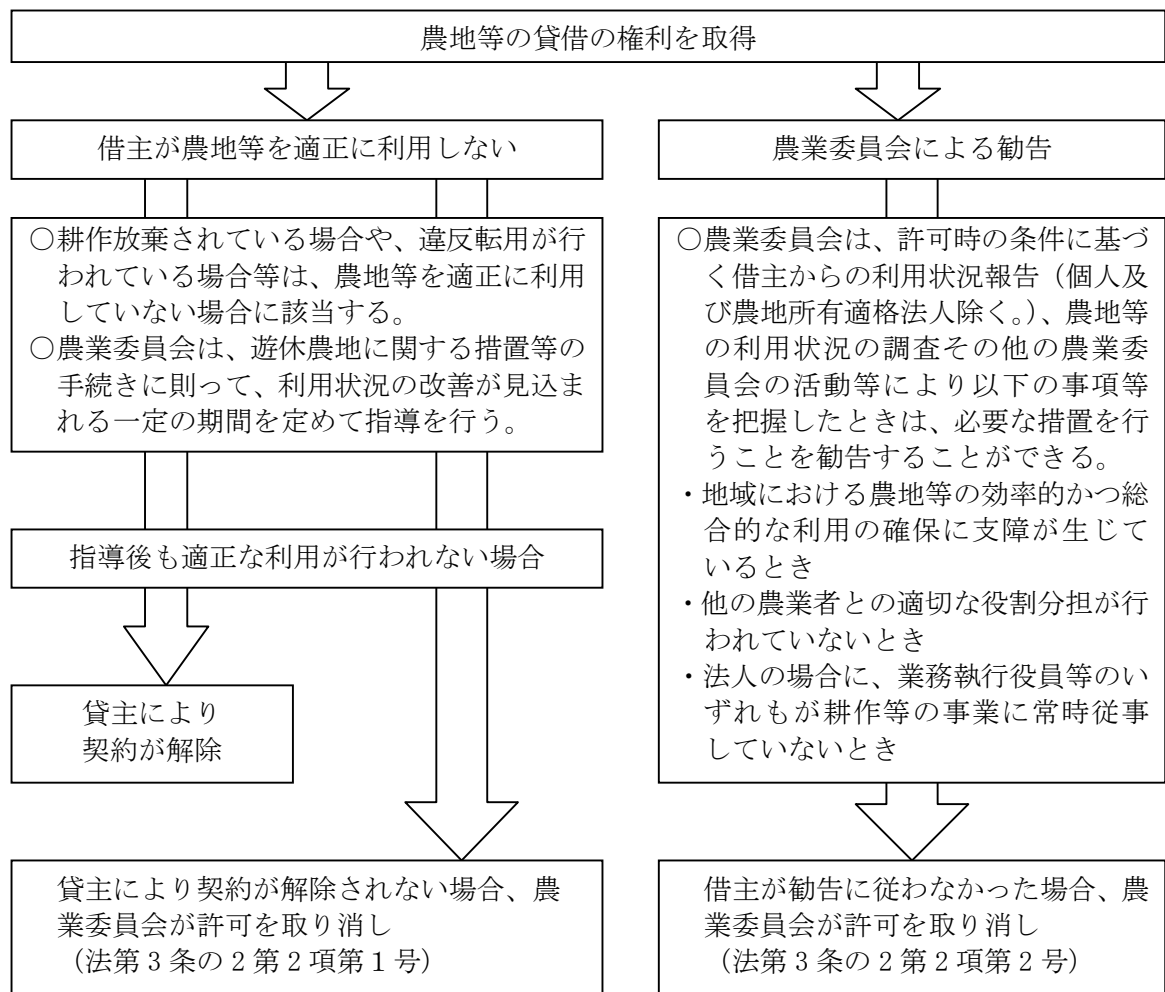 農地等の貸借の権利を取得
借主が農地等を適正に利用しない
○耕作放棄されている場合や、違反転用が行
われている場合等は、農地等を適正に利用
していない場合に該当する。
○農業委員会は、遊休農地に関する措置等の
手続きに則って、利用状況の改善が見込ま
れる一定の期間を定めて指導を行う。
指導後も適正な利用が行われない場合
貸主により
契約が解除
貸主により契約が解除されない場合、農
業委員会が許可を取り消し
（法第３条の２第２項第１号）
農業委員会による勧告
○農業委員会は、許可時の条件に基づ
く借主からの利用状況報告（個人及
び農地所有適格法人除く。）、農地等
の利用状況の調査その他の農業委
員会の活動等により以下の事項等
を把握したときは、必要な措置を行
うことを勧告することができる。
・地域における農地等の効率的かつ総
合的な利用の確保に支障が生じて
いるとき
・他の農業者との適切な役割分担が行
われていないとき
・法人の場合に、業務執行役員等のい
ずれもが耕作等の事業に常時従事
していないとき
借主が勧告に従わなかった場合、農
業委員会が許可を取り消し
（法第３条の２第２項第２号）